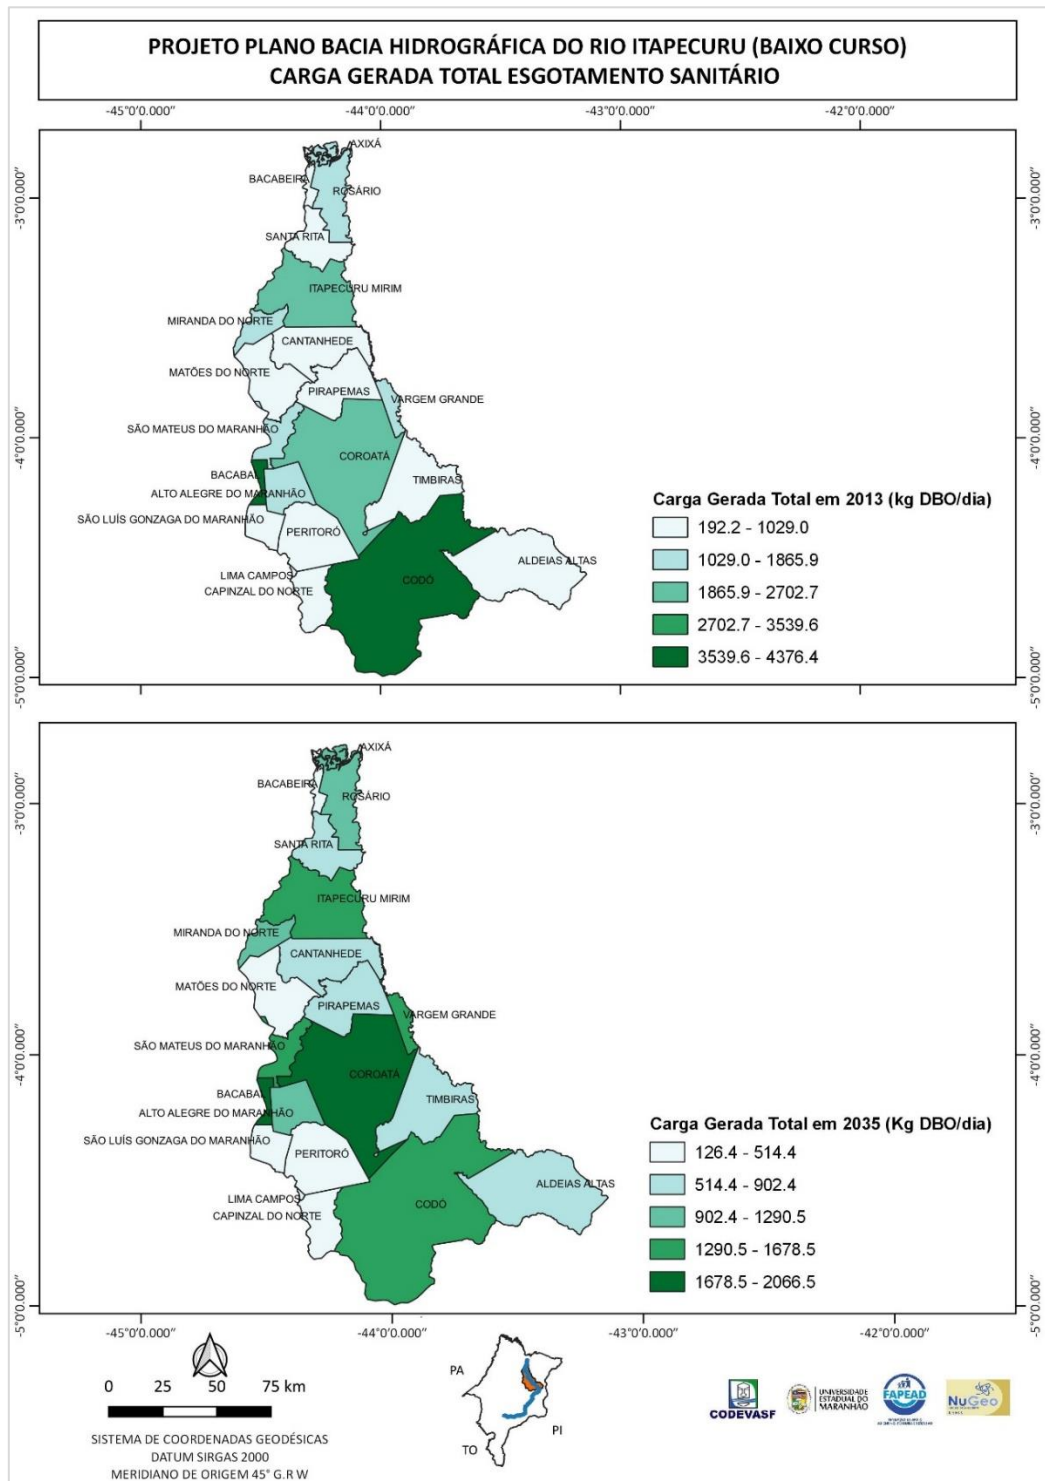 PROJETO PLANO BACIA HIDROGRÁFICA DO RIO ITAPECURU (BAIXO CURSO)
CARGA GERADA TOTAL ESGOTAMENTO SANITÁRIO
-45°0'0.000"
-44°0'0.000"
-43°0'0.000"
-42°0'0.000"
-3°0'0.000"
-4°0'0.000"
-5°0'0.000"
-3°0'0.000"
-4°0'0.000"
-5°0'0.000"
AXIXÁ
BACABEIRA
ROSÁRIO
SANTA RITA
ITAPECURU MIRIM
MIRANDA DO NORTE
CANTANHEDE
MATÕES DO NORTE
PIRAPEMAS
VARGEM GRANDE
SÃO MATEUS DO MARANHÃO
COROATÁ
BACABAL
TIMBIRAS
ALTO ALEGRE DO MARANHÃO
SÃO LUÍS GONZAGA DO MARANHÃO
PERITORÓ
ALDEIAS ALTAS
LIMA CAMPOS
CODÓ
CAPINZAL DO NORTE
Carga Gerada Total em 2013 (kg DBO/dia)
192.2 - 1029.0
1029.0 - 1865.9
1865.9 - 2702.7
2702.7 - 3539.6
3539.6 - 4376.4
AXIXÁ
BACABEIRA
ROSÁRIO
SANTA RITA
ITAPECURU MIRIM
MIRANDA DO NORTE
CANTANHEDE
MATÕES DO NORTE
PIRAPEMAS
VARGEM GRANDE
SÃO MATEUS DO MARANHÃO
COROATÁ
BACABAL
TIMBIRAS
ALTO ALEGRE DO MARANHÃO
SÃO LUÍS GONZAGA DO MARANHÃO
PERITORÓ
ALDEIAS ALTAS
LIMA CAMPOS
CODÓ
CAPINZAL DO NORTE
Carga Gerada Total em 2035 (Kg DBO/dia)
126.4 - 514.4
514.4 - 902.4
902.4 - 1290.5
1290.5 - 1678.5
1678.5 - 2066.5
-3°0'0.000"
-4°0'0.000"
-5°0'0.000"
-3°0'0.000"
-4°0'0.000"
-5°0'0.000"
-45°0'0.000"
-44°0'0.000"
-43°0'0.000"
-42°0'0.000"
0 25 50 75 km
SISTEMA DE COORDENADAS GEODÉSICAS
DATUM SIRGAS 2000
MERIDIANO DE ORIGEM 45° G.R W
PA
PI
TO
CODEVASF
UNIVERSIDADE
ESTADUAL DO
MARANHÃO
FAPEAD
NuGeo